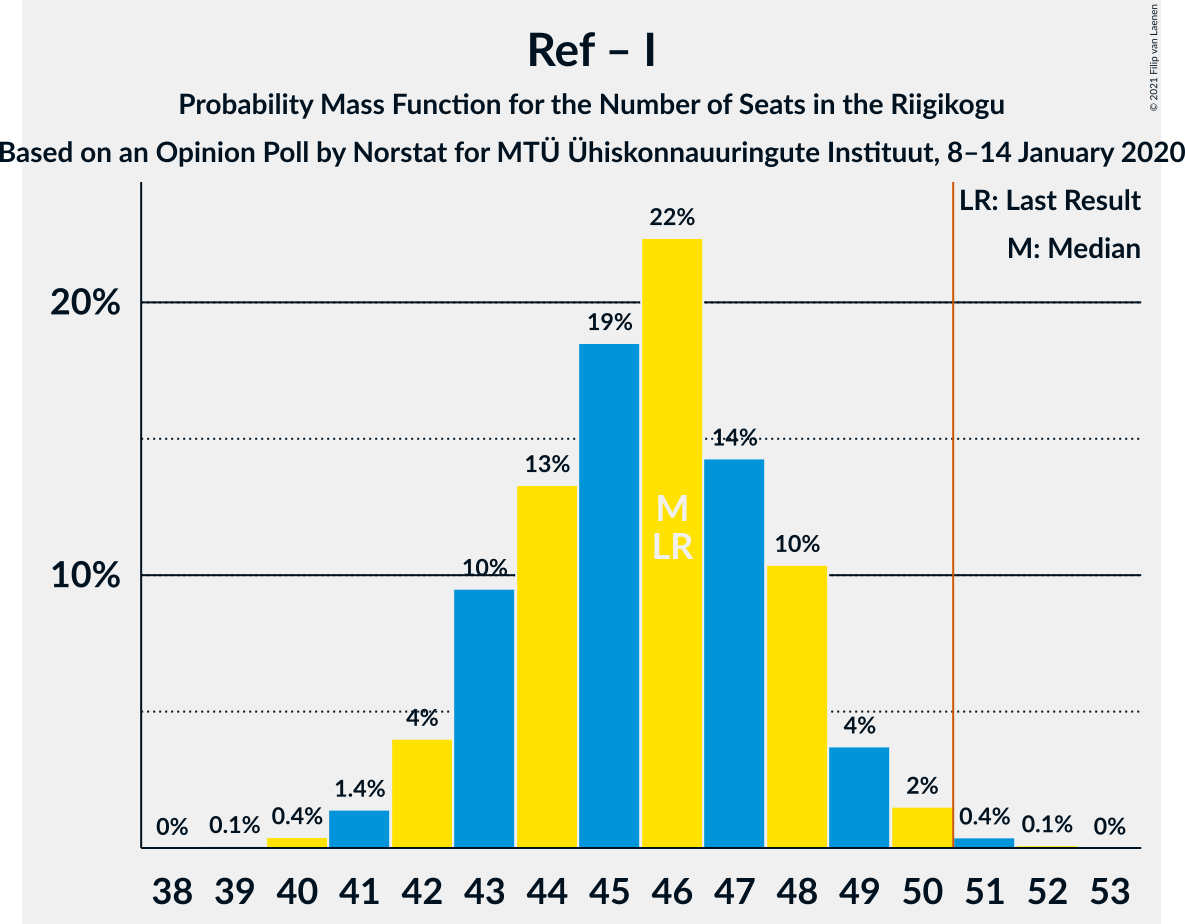 Ref – I
Probability Mass Function for the Number of Seats in the Riigikogu
Based on an Opinion Poll by Norstat for MTÜ Ühiskonnauuringute Instituut, 8–14 January 2020
© 2021 Filip van Laenen
LR: Last Result
M: Median
20%
10%
0%
0.1%
0.4%
1.4%
4%
10%
13%
19%
22%
14%
10%
4%
2%
0.4%
0.1%
0%
M
LR
38 39 40 41 42 43 44 45 46 47 48 49 50 51 52 53